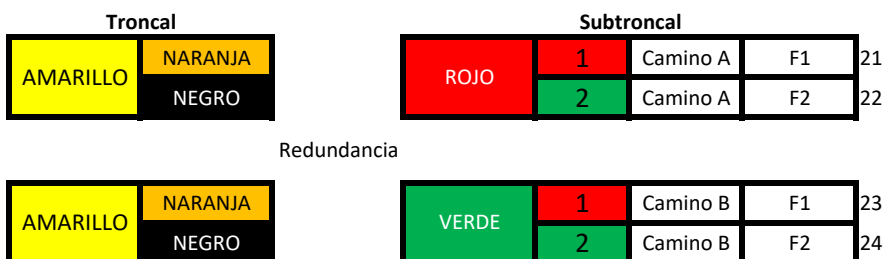 Troncal Subtroncal
AMARILLO NARANJA ROJO 1 Camino A F1 21
NEGRO 2 Camino A F2 22
Redundancia
AMARILLO NARANJA VERDE 1 Camino B F1 23
NEGRO 2 Camino B F2 24